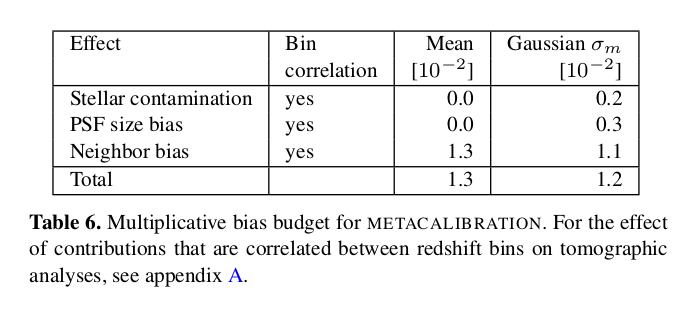 Effect Bin Mean Gaussian σₘ
correlation [10⁻²] [10⁻²]
Stellar contamination yes 0.0 0.2
PSF size bias yes 0.0 0.3
Neighbor bias yes 1.3 1.1
Total 1.3 1.2
Table 6. Multiplicative bias budget for METACALIBRATION. For the effect
of contributions that are correlated between redshift bins on tomographic
analyses, see appendix A.